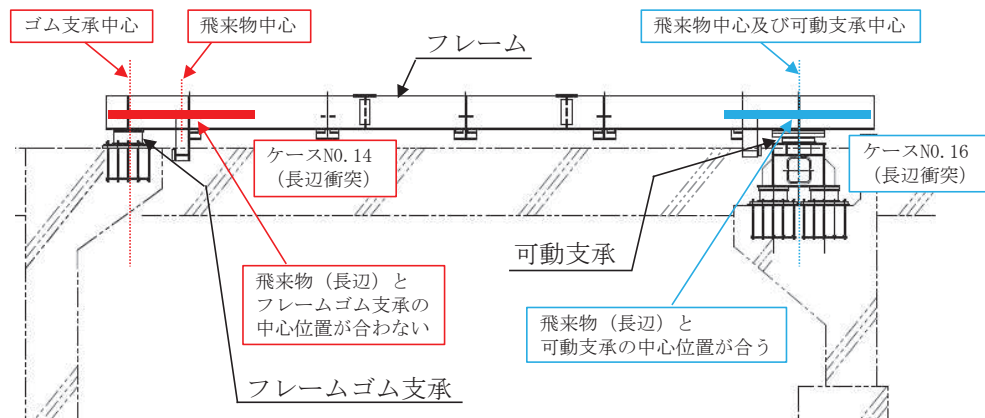 ゴム支承中心
飛来物中心
飛来物中心及び可動支承中心
フレーム
ケースNO.14
（長辺衝突）
ケースNO.16
（長辺衝突）
可動支承
飛来物（長辺）と
フレームゴム支承の
中心位置が合わない
飛来物（長辺）と
可動支承の中心位置が合う
フレームゴム支承